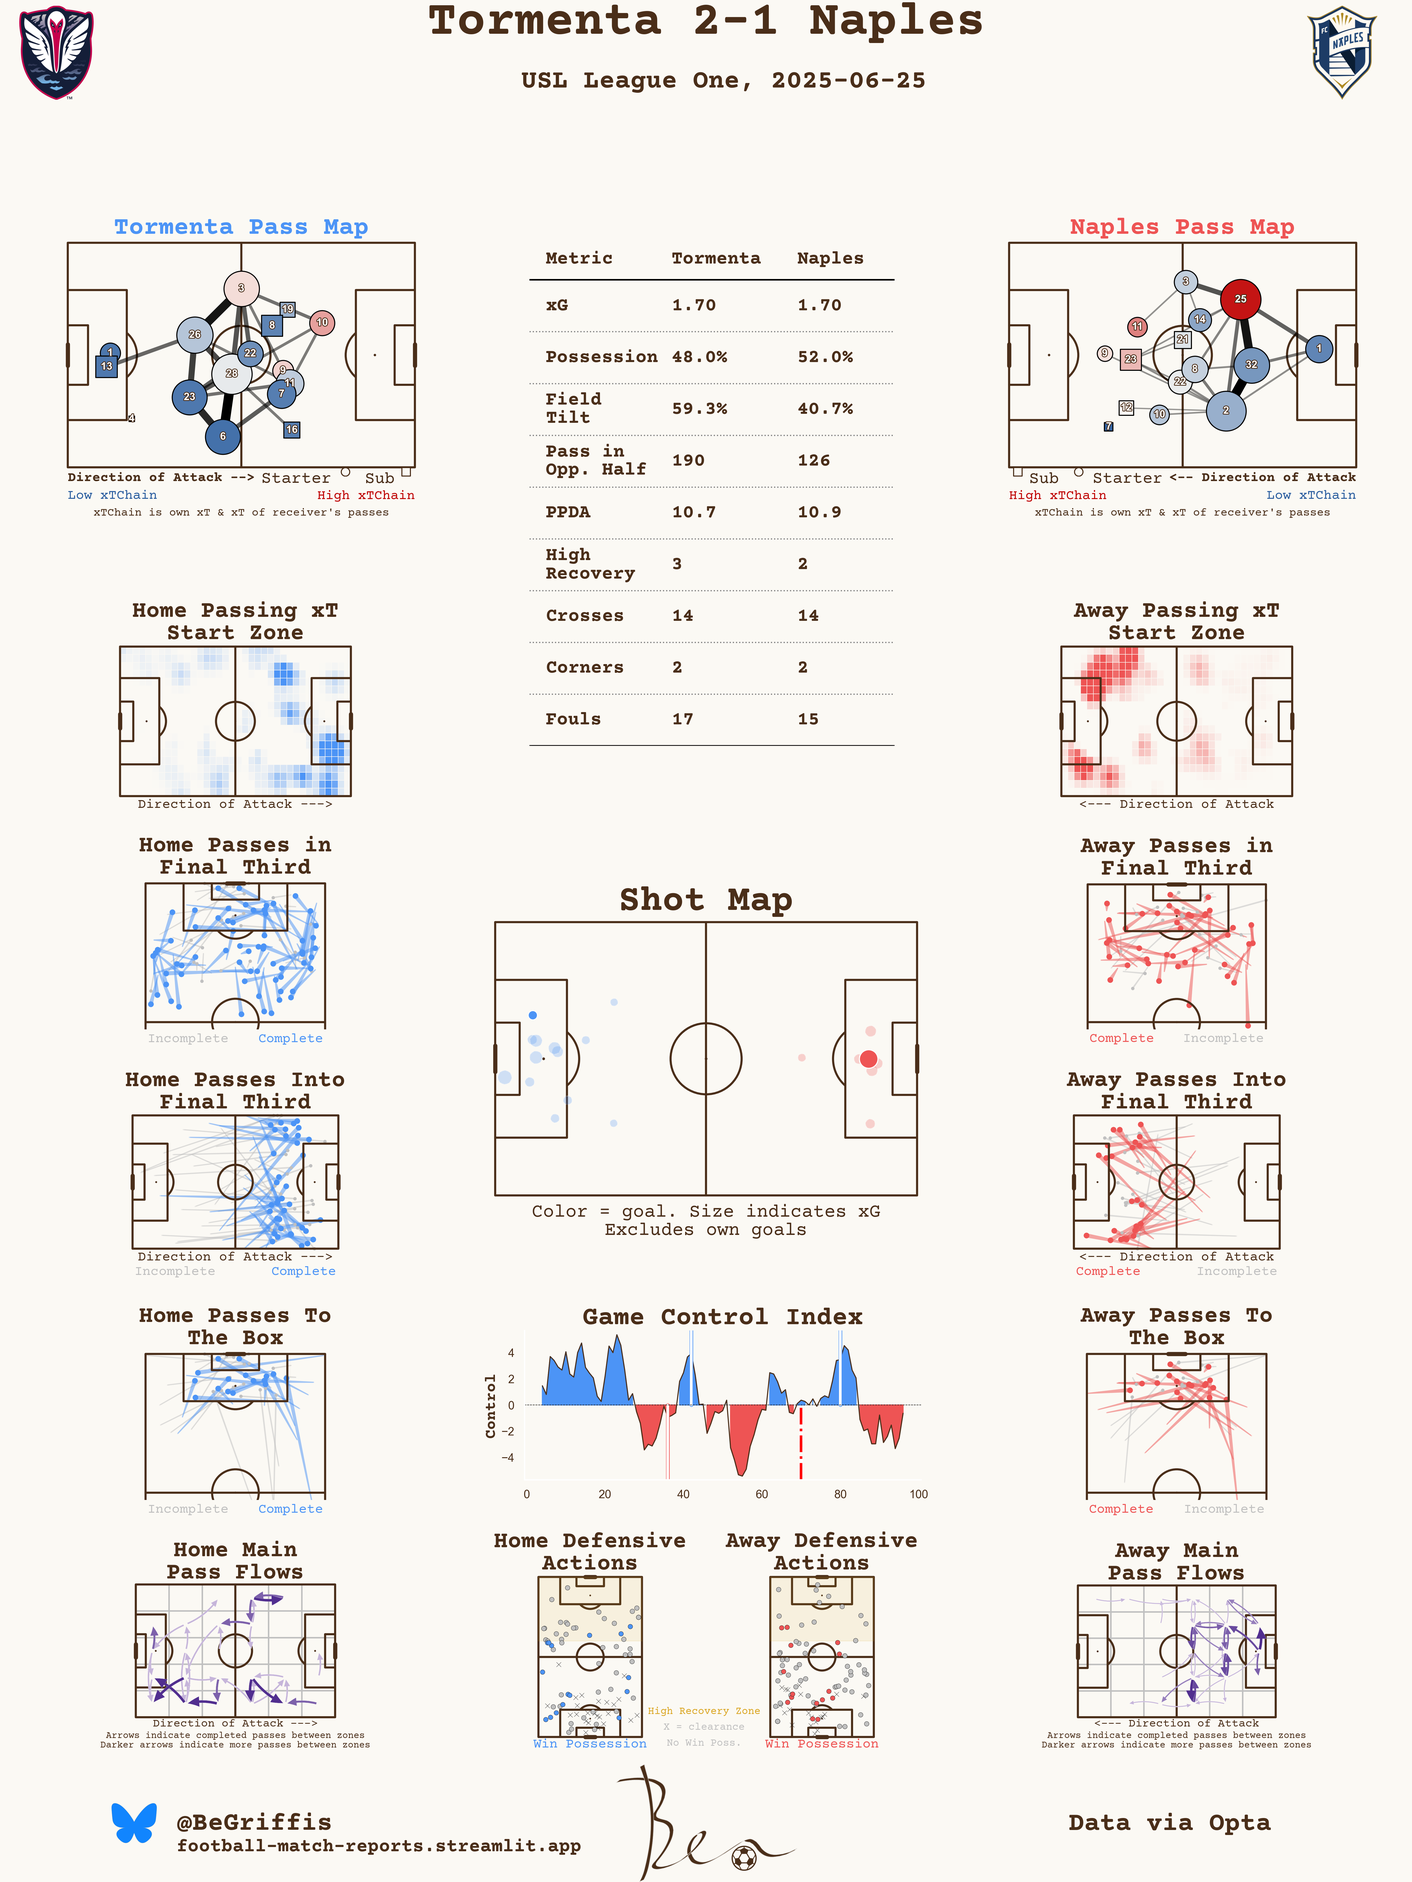 Tormenta 2-1 Naples
USL League One, 2025-06-25
FC
NAPLES
TM
Tormenta Pass Map
3
19
8
10
26
22
1
13
9
28
11
7
23
4
6
16
Direction of Attack --> Starter Sub
Low xTChain High xTChain
xTChain is own xT & xT of receiver's passes
Metric Tormenta Naples
xG 1.70 1.70
Possession 48.0% 52.0%
Field
Tilt 59.3% 40.7%
Pass in
Opp. Half 190 126
PPDA 10.7 10.9
High
Recovery 3 2
Crosses 14 14
Corners 2 2
Fouls 17 15
Naples Pass Map
3
25
14
11
21
1
9
23
32
8
22
12
10
2
7
Sub Starter <-- Direction of Attack
High xTChain Low xTChain
xTChain is own xT & xT of receiver's passes
Home Passing xT
Start Zone
Direction of Attack --->
Away Passing xT
Start Zone
<--- Direction of Attack
Home Passes in
Final Third
Incomplete Complete
Shot Map
Color = goal. Size indicates xG
Excludes own goals
Away Passes in
Final Third
Complete Incomplete
Home Passes Into
Final Third
Direction of Attack --->
Incomplete Complete
Away Passes Into
Final Third
<--- Direction of Attack
Complete Incomplete
Home Passes To
The Box
Incomplete Complete
Game Control Index
Control
4
2
0
−2
−4
0 20 40 60 80 100
Away Passes To
The Box
Complete Incomplete
Home Main
Pass Flows
Direction of Attack --->
Arrows indicate completed passes between zones
Darker arrows indicate more passes between zones
Home Defensive
Actions
Win Possession
High Recovery Zone
X = clearance
No Win Poss.
Away Defensive
Actions
Win Possession
Away Main
Pass Flows
<--- Direction of Attack
Arrows indicate completed passes between zones
Darker arrows indicate more passes between zones
@BeGriffis
football-match-reports.streamlit.app
Ben
Data via Opta